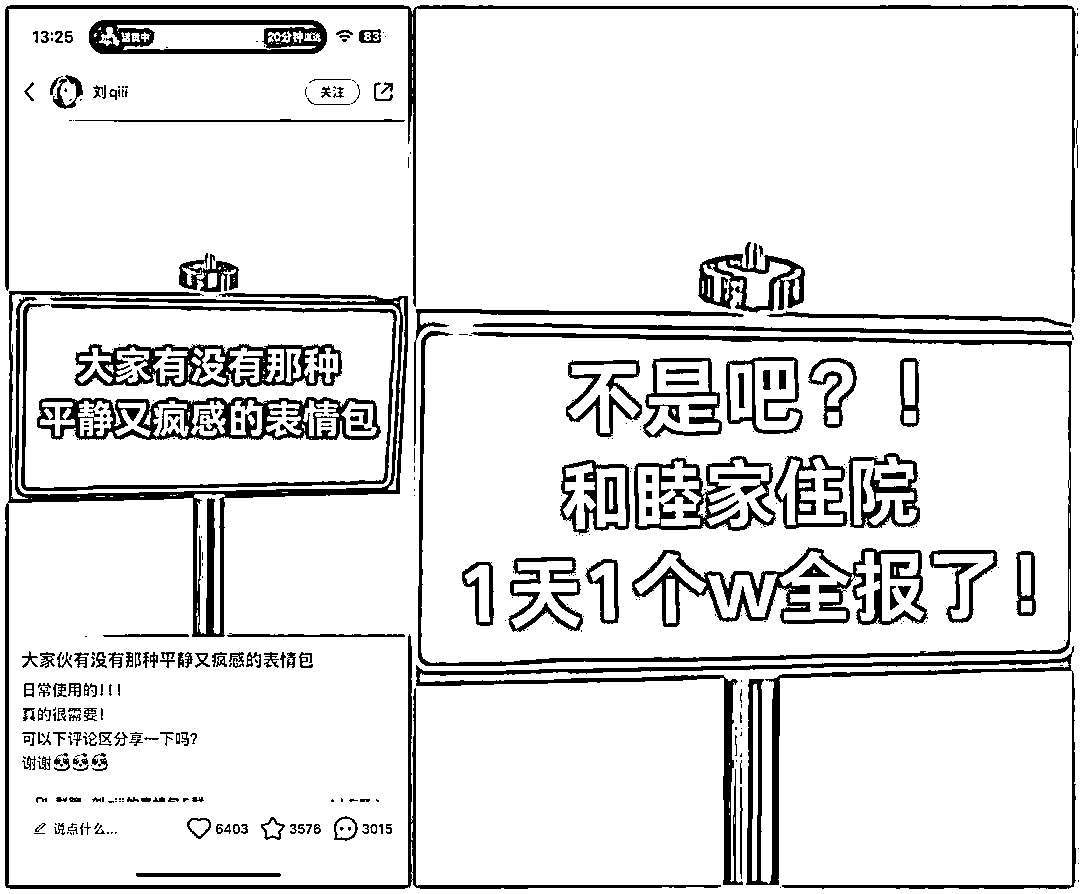 13:25
送货中
20分钟送达
83
刘qiii
关注
大家有没有那种
平静又疯感的表情包
大家伙有没有那种平静又疯感的表情包
日常使用的!!!
真的很需要!
可以下评论区分享一下吗?
谢谢
说点什么...
6403
3576
3015
不是吧？！
和睦家住院
1天1个w全报了！